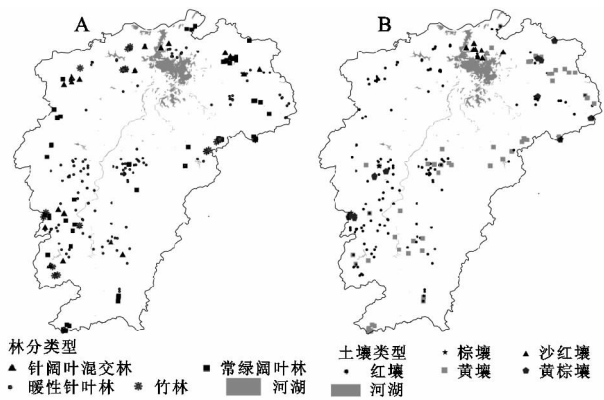 A
B
林分类型
▲ 针阔叶混交林 ■ 常绿阔叶林
• 暖性针叶林 ✸ 竹林 河湖
土壤类型 ★ 棕壤 ▲ 沙红壤
• 红壤 ■ 黄壤 黄棕壤
河湖